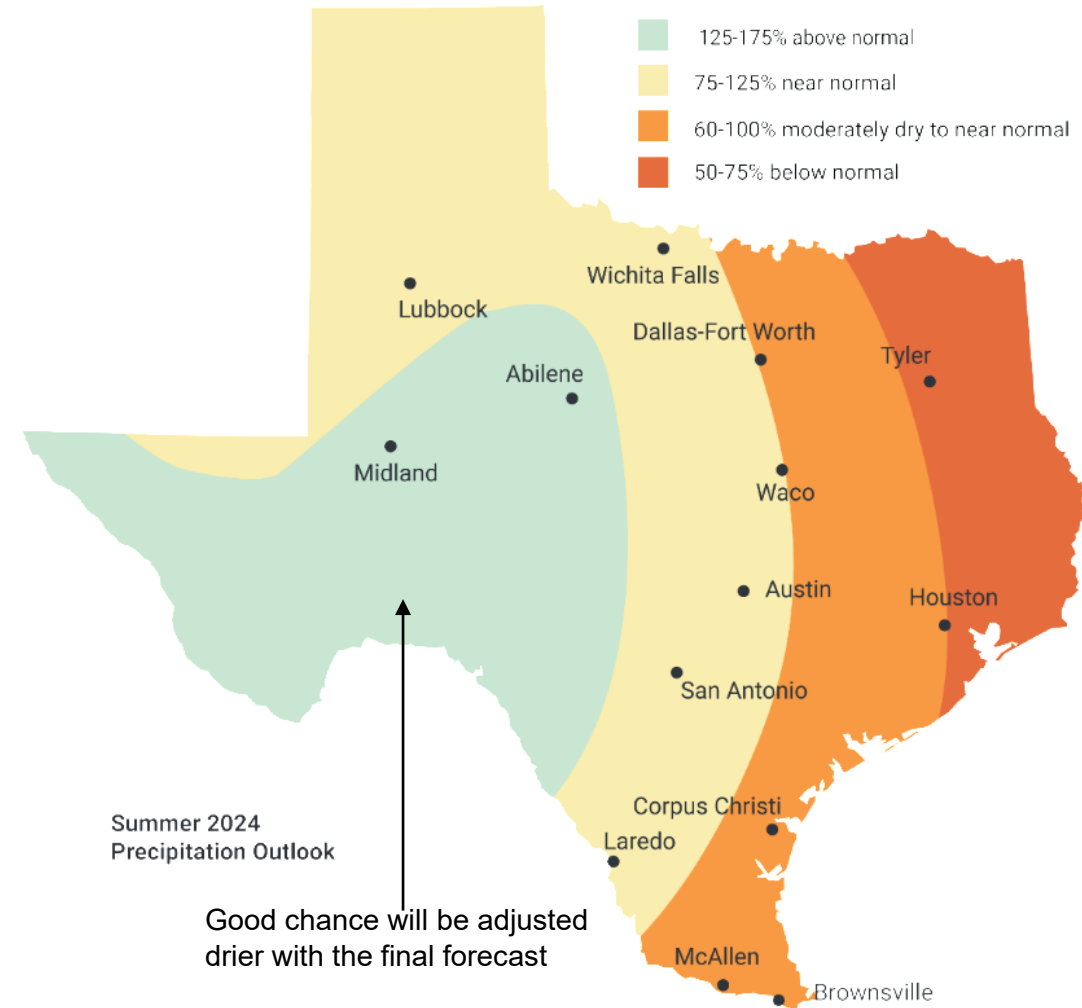 125-175% above normal
75-125% near normal
60-100% moderately dry to near normal
50-75% below normal
Wichita Falls
Lubbock
Dallas-Fort Worth
Tyler
Abilene
Midland
Waco
Austin
Houston
San Antonio
Corpus Christi
Laredo
Summer 2024
Precipitation Outlook
Good chance will be adjusted
drier with the final forecast
McAllen
Brownsville